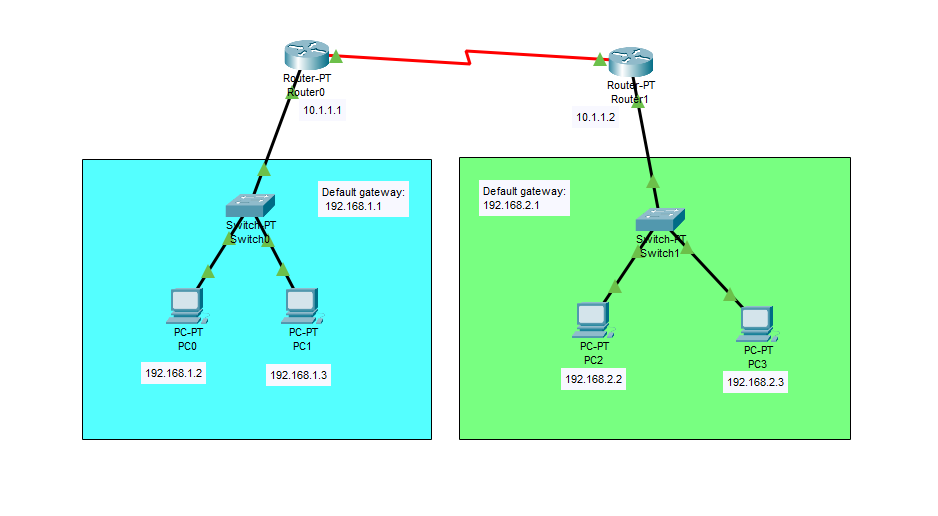 Router-PT
Router0
10.1.1.1
Router-PT
Router1
10.1.1.2
Default gateway:
192.168.1.1
Switch-PT
Switch0
PC-PT
PC0
192.168.1.2
PC-PT
PC1
192.168.1.3
Default gateway:
192.168.2.1
Switch-PT
Switch1
PC-PT
PC2
192.168.2.2
PC-PT
PC3
192.168.2.3